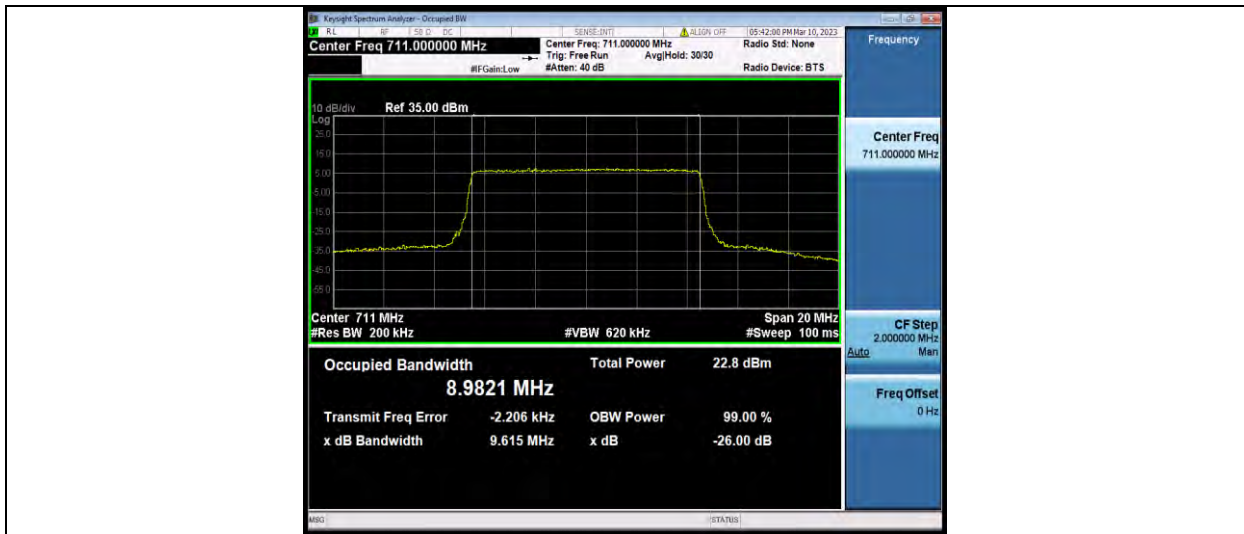 Keysight Spectrum Analyzer - Occupied BW
RL RF 50 Ω DC SENSE:INT ALIGN OFF 05:42:00 PM Mar 10, 2023
Center Freq 711.000000 MHz
Center Freq: 711.000000 MHz
Radio Std: None
Trig: Free Run Avg|Hold: 30/30
#IFGain:Low #Atten: 40 dB Radio Device: BTS
Frequency
10 dB/div Ref 35.00 dBm
Log
25.0
15.0
5.00
-5.00
-15.0
-25.0
-35.0
-45.0
-55.0
Center 711 MHz Span 20 MHz
#Res BW 200 kHz #VBW 620 kHz #Sweep 100 ms
Center Freq
711.000000 MHz
CF Step
2.000000 MHz
Auto Man
Freq Offset
0 Hz
Occupied Bandwidth Total Power 22.8 dBm
8.9821 MHz
Transmit Freq Error -2.206 kHz OBW Power 99.00 %
x dB Bandwidth 9.615 MHz x dB -26.00 dB
MSG STATUS